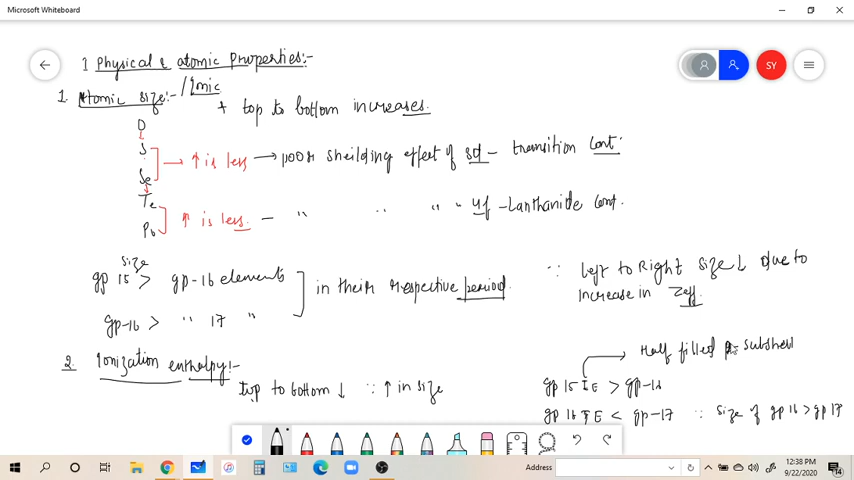 Microsoft Whiteboard
1 Physical & atomic Properties:-
1. Atomic size:- /Ionic
+ top to bottom increases.
O
S
Se
→ ↑ is less → poor sheilding effect of 3d - transition cont.
Te
Po
↑ is less. - " " " " 4f - Lanthanide cont.
size
gp 15 > gp-16 elements
gp-16 > " 17 "
in their respective period.
∵ Left to Right size ↓ due to
increase in Zeff.
2. Ionization enthalpy:-
top to bottom ↓ ∵ ↑ in size
Half filled p subshell
gp 15 IE > gp-16
gp 16 IE < gp-17 ∵ size of gp 16 > gp 17
SY
Address
12:38 PM
9/22/2020
14